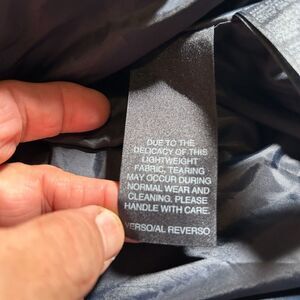 DUE TO THE
DELICACY OF THIS
LIGHTWEIGHT
FABRIC, TEARING
MAY OCCUR DURING
NORMAL WEAR AND
CLEANING. PLEASE
HANDLE WITH CARE.
VERSO/AL REVERSO